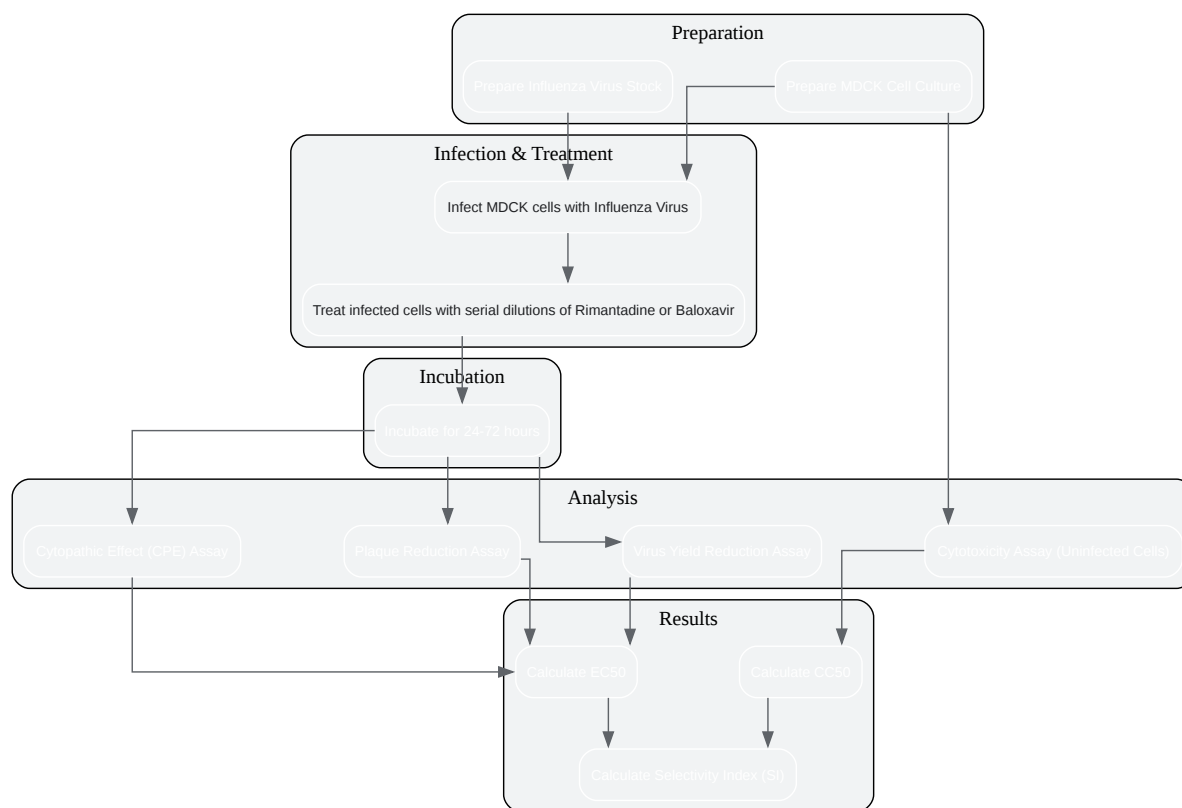 Preparation
Prepare Influenza Virus Stock
Prepare MDCK Cell Culture
Infection & Treatment
Infect MDCK cells with Influenza Virus
Treat infected cells with serial dilutions of Rimantadine or Baloxavir
Incubation
Incubate for 24-72 hours
Analysis
Cytopathic Effect (CPE) Assay
Plaque Reduction Assay
Virus Yield Reduction Assay
Cytotoxicity Assay (Uninfected Cells)
Results
Calculate EC50
Calculate CC50
Calculate Selectivity Index (SI)